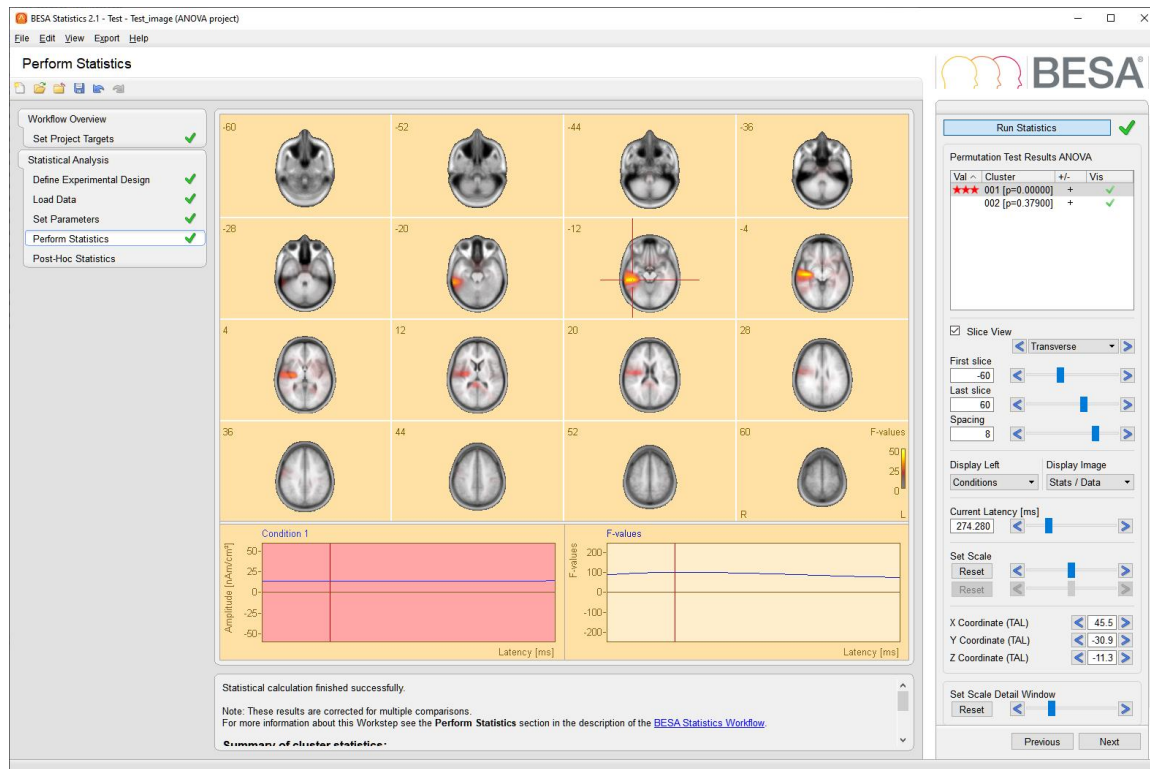 BESA Statistics 2.1 - Test - Test_image (ANOVA project)
File Edit View Export Help
Perform Statistics
BESA®
Workflow Overview
Set Project Targets
Statistical Analysis
Define Experimental Design
Load Data
Set Parameters
Perform Statistics
Post-Hoc Statistics
-60 -52 -44 -36
-28 -20 -12 -4
4 12 20 28
36 44 52 60 F-values
50
25
0
R L
Condition 1
Amplitude [nAm/cm³]
50
25
0
-25
-50
Latency [ms]
F-values
F-values
200
100
0
-100
-200
Latency [ms]
Statistical calculation finished successfully.
Note: These results are corrected for multiple comparisons.
For more information about this Workstep see the Perform Statistics section in the description of the BESA Statistics Workflow.
Summary of cluster statistics:
Run Statistics
Permutation Test Results ANOVA
Val Cluster +/- Vis
001 [p=0.00000] +
002 [p=0.37900] +
Slice View
Transverse
First slice
-60
Last slice
60
Spacing
8
Display Left Display Image
Conditions Stats / Data
Current Latency [ms]
274.280
Set Scale
Reset
Reset
X Coordinate (TAL) 45.5
Y Coordinate (TAL) -30.9
Z Coordinate (TAL) -11.3
Set Scale Detail Window
Reset
Previous Next